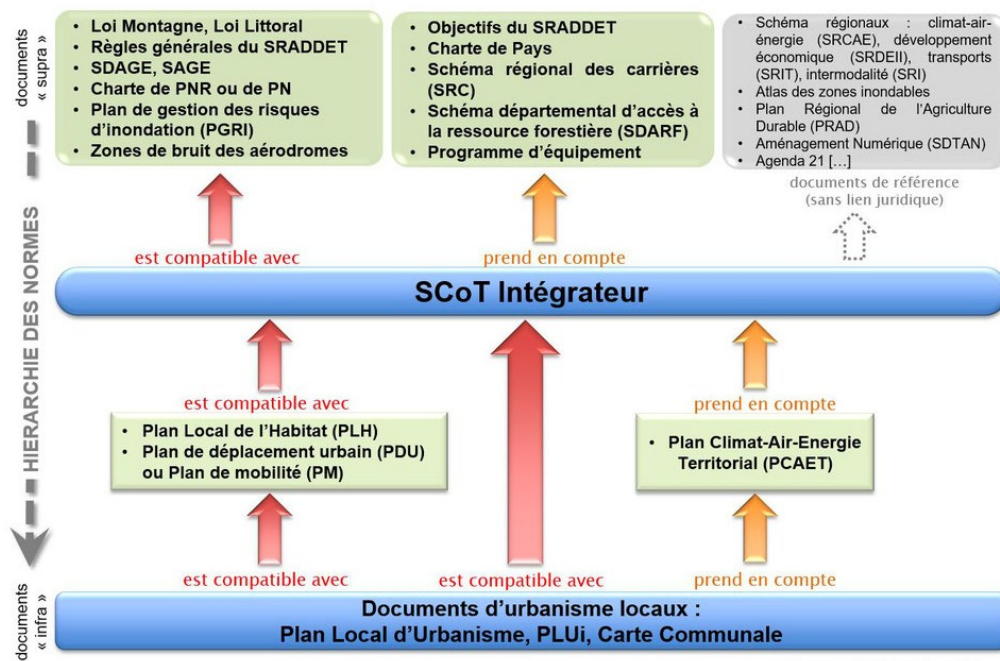 documents
« supra »
HIERARCHIE DES NORMES
documents
« infra »
• Loi Montagne, Loi Littoral
• Règles générales du SRADDET
• SDAGE, SAGE
• Charte de PNR ou de PN
• Plan de gestion des risques
d'inondation (PGRI)
• Zones de bruit des aérodromes
• Objectifs du SRADDET
• Charte de Pays
• Schéma régional des carrières
(SRC)
• Schéma départemental d'accès à
la ressource forestière (SDARF)
• Programme d'équipement
• Schéma régionaux : climat-air-
énergie (SRCAE), développement
économique (SRDEII), transports
(SRIT), intermodalité (SRI)
• Atlas des zones inondables
• Plan Régional de l'Agriculture
Durable (PRAD)
• Aménagement Numérique (SDTAN)
• Agenda 21 [...]
documents de référence
(sans lien juridique)
est compatible avec
prend en compte
SCoT Intégrateur
est compatible avec
prend en compte
• Plan Local de l'Habitat (PLH)
• Plan de déplacement urbain (PDU)
ou Plan de mobilité (PM)
• Plan Climat-Air-Energie
Territorial (PCAET)
est compatible avec
est compatible avec
prend en compte
Documents d'urbanisme locaux :
Plan Local d'Urbanisme, PLUi, Carte Communale